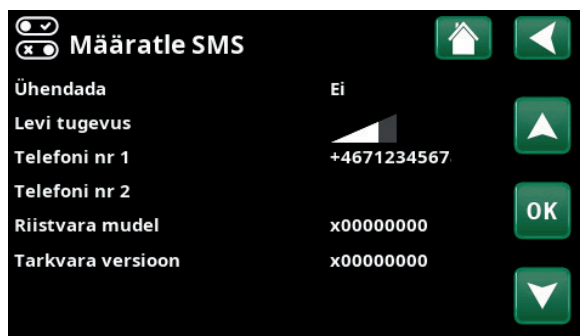 Määratle SMS
Ühendada Ei
Levi tugevus
Telefoni nr 1 +4671234567
Telefoni nr 2
OK
Riistvara mudel x00000000
Tarkvara versioon x00000000